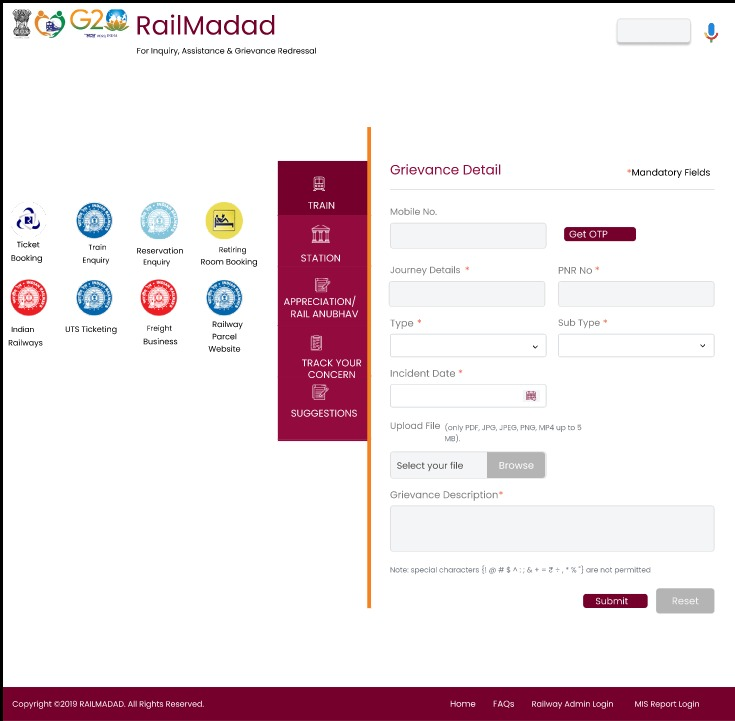 G20
RailMadad
For Inquiry, Assistance & Grievance Redressal
Ticket
Booking
Train
Enquiry
Reservation
Enquiry
Retiring
Room Booking
Indian
Railways
UTS Ticketing
Freight
Business
Railway
Parcel
Website
TRAIN
STATION
APPRECIATION/
RAIL ANUBHAV
TRACK YOUR
CONCERN
SUGGESTIONS
Grievance Detail
*Mandatory Fields
Mobile No.
Get OTP
Journey Details *
PNR No *
Type *
Sub Type *
Incident Date *
Upload File (only PDF, JPG, JPEG, PNG, MP4 up to 5
MB).
Select your file
Browse
Grievance Description*
Note: special characters {! @ # $ ^ : ; & + = ₹ ÷ , * % "} are not permitted
Submit
Reset
Copyright ©2019 RAILMADAD. All Rights Reserved.
Home
FAQs
Railway Admin Login
MIS Report Login